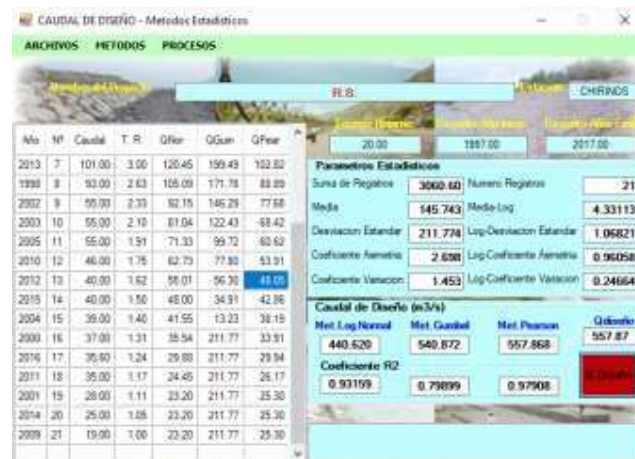 CAUDAL DE DISEÑO - Metodos Estadisticos
ARCHIVOS METODOS PROCESOS
R.S.
CHIRINOS
20.00 1997.00 2017.00
Año Nº Caudal T. R. QNor QGum QPear
2013 7 101.00 3.00 120.45 199.49 102.82
1998 8 93.00 2.63 105.09 171.78 88.89
2002 9 55.00 2.33 92.15 146.29 77.68
2003 10 55.00 2.10 81.04 122.43 68.42
2005 11 55.00 1.91 71.33 99.72 60.62
2010 12 46.00 1.75 62.73 77.80 53.91
2012 13 40.00 1.62 55.01 56.30 48.05
2015 14 40.00 1.50 48.00 34.91 42.86
2004 15 39.00 1.40 41.55 13.23 38.19
2000 16 37.00 1.31 35.54 211.77 33.91
2016 17 35.60 1.24 29.88 211.77 29.94
2011 18 35.00 1.17 24.45 211.77 26.17
2001 19 28.00 1.11 23.20 211.77 25.30
2014 20 25.00 1.05 23.20 211.77 25.30
2009 21 19.00 1.00 23.20 211.77 25.30
Parametros Estadisticos
Suma de Registros 3060.60 Numero Registros 21
Media 145.743 Media-Log 4.33113
Desviacion Estandar 211.774 Log-Desviacion Estandar 1.06821
Coeficiente Asimetria 2.698 Log-Coeficiente Asimetria 0.96058
Coeficiente Variacion 1.453 Log-Coeficiente Variacion 0.24664
Caudal de Diseño (m3/s)
Met. Log Normal Met. Gumbel Met. Pearson Qdiseño
440.620 540.872 557.868 557.87
Coeficiente R2
0.93159 0.79899 0.97908